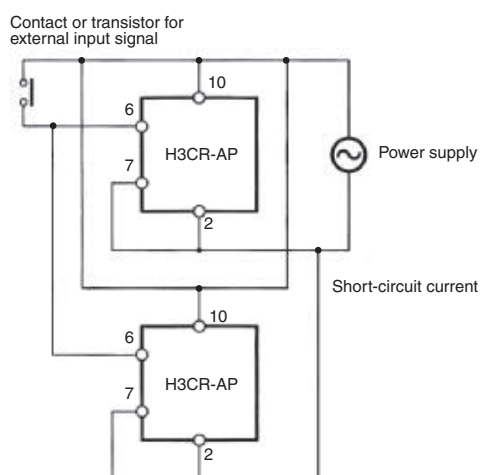 Contact or transistor for
external input signal
10
6
H3CR-AP
Power supply
7
2
Short-circuit current
10
6
H3CR-AP
7
2